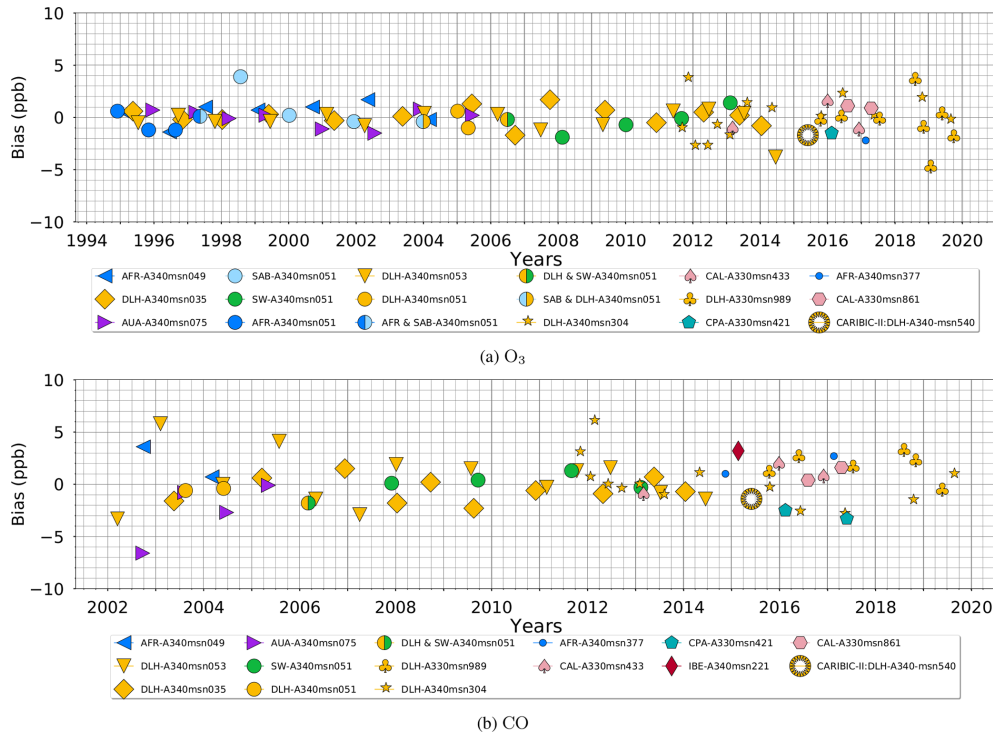 10
5
0
−5
−10
Bias (ppb)
1994 1996 1998 2000 2002 2004 2006 2008 2010 2012 2014 2016 2018 2020
Years
AFR-A340msn049 SAB-A340msn051 DLH-A340msn053 DLH & SW-A340msn051 CAL-A330msn433 AFR-A340msn377
DLH-A340msn035 SW-A340msn051 DLH-A340msn051 SAB & DLH-A340msn051 DLH-A330msn989 CAL-A330msn861
AUA-A340msn075 AFR-A340msn051 AFR & SAB-A340msn051 DLH-A340msn304 CPA-A330msn421 CARIBIC-II:DLH-A340-msn540
(a) O₃
10
5
0
−5
−10
Bias (ppb)
2002 2004 2006 2008 2010 2012 2014 2016 2018 2020
Years
AFR-A340msn049 AUA-A340msn075 DLH & SW-A340msn051 AFR-A340msn377 CPA-A330msn421 CAL-A330msn861
DLH-A340msn053 SW-A340msn051 DLH-A330msn989 CAL-A330msn433 IBE-A340msn221 CARIBIC-II:DLH-A340-msn540
DLH-A340msn035 DLH-A340msn051 DLH-A340msn304
(b) CO